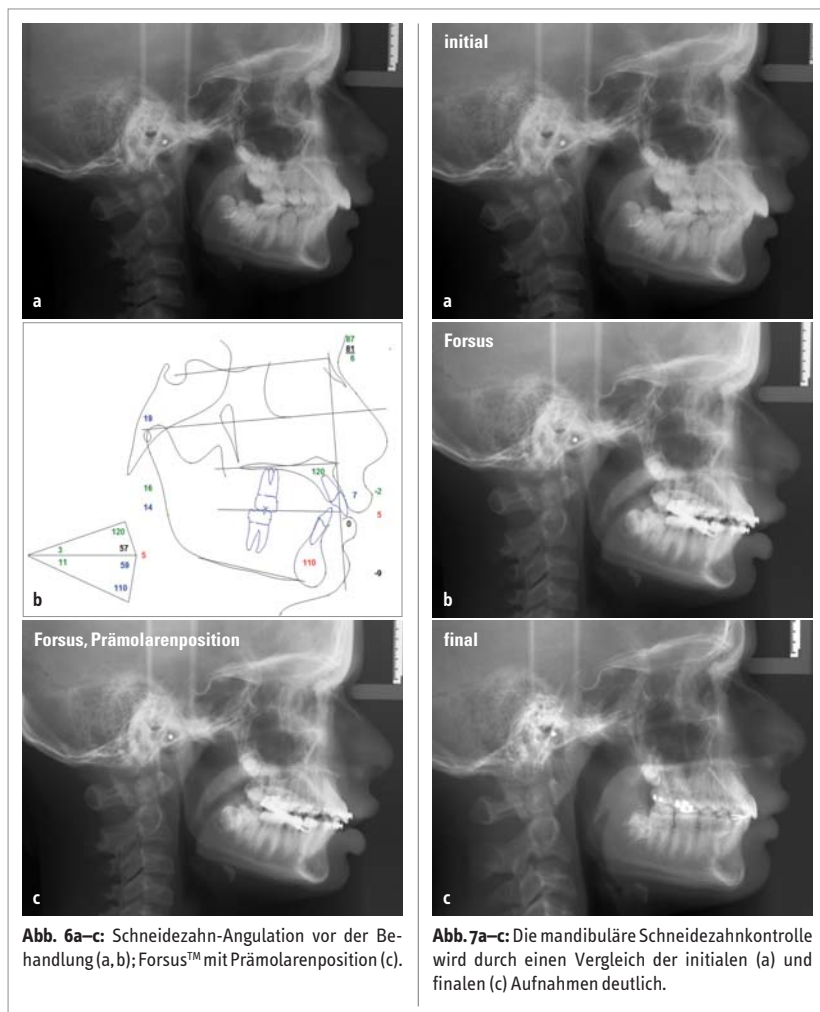 a
87
81
6
19
16
14
120
7
-2
5
0
110
-9
120
3
57
5
11
59
110
b
Forsus, Prämolarenposition
c
Abb. 6a–c: Schneidezahn-Angulation vor der Be-
handlung (a, b); Forsus™ mit Prämolarenposition (c).
initial
a
Forsus
b
final
c
Abb. 7a–c: Die mandibuläre Schneidezahnkontrolle
wird durch einen Vergleich der initialen (a) und
finalen (c) Aufnahmen deutlich.